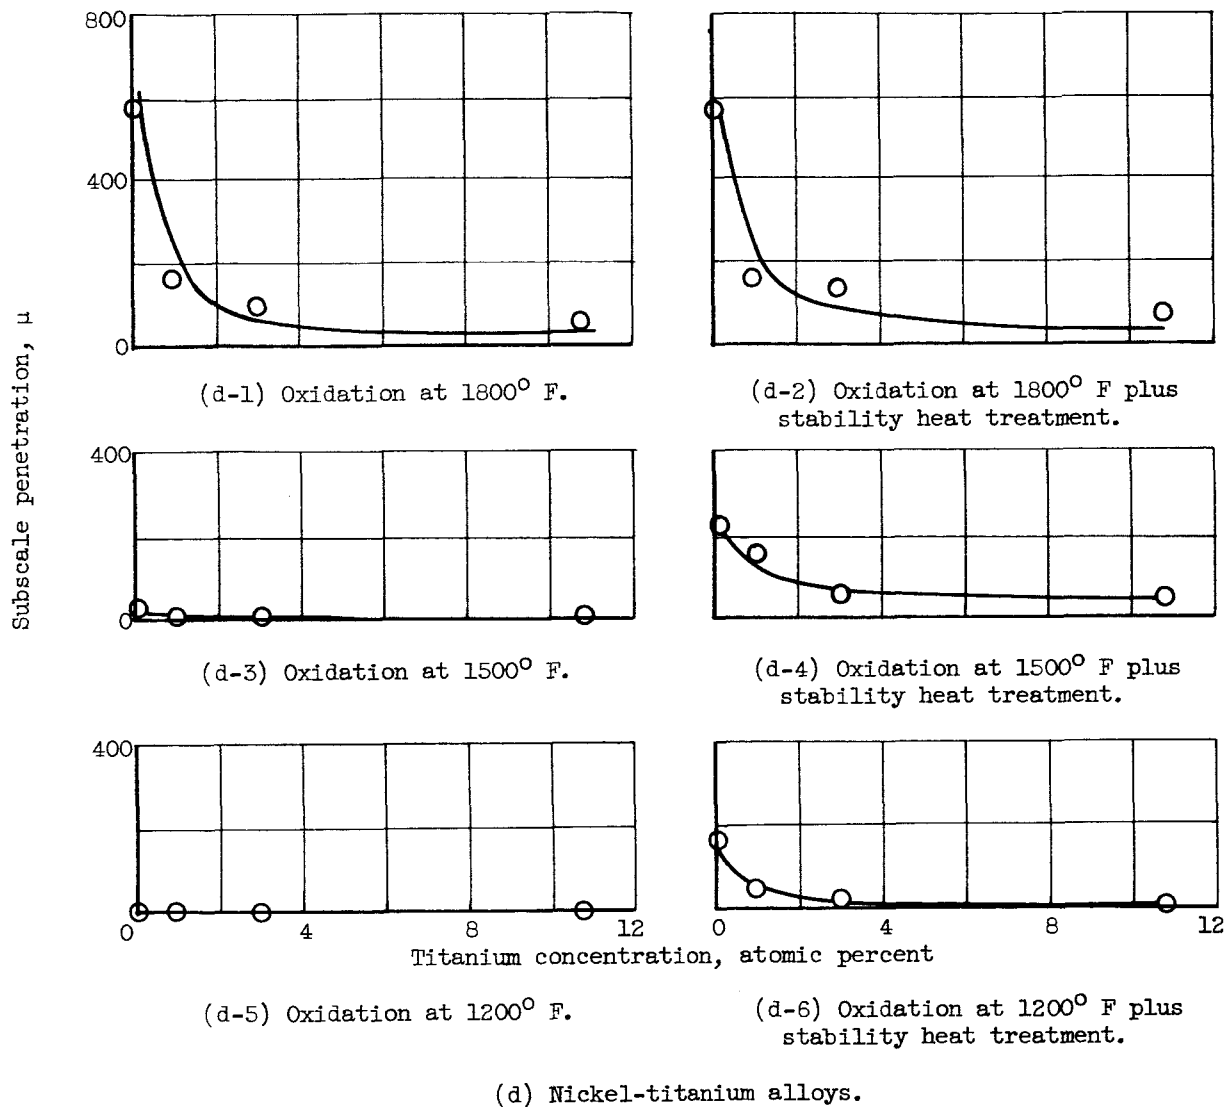 Subscale penetration, μ
800
400
0
(d-1) Oxidation at 1800° F.
(d-2) Oxidation at 1800° F plus
stability heat treatment.
400
0
(d-3) Oxidation at 1500° F.
(d-4) Oxidation at 1500° F plus
stability heat treatment.
400
0 4 8 12
0 4 8 12
Titanium concentration, atomic percent
(d-5) Oxidation at 1200° F.
(d-6) Oxidation at 1200° F plus
stability heat treatment.
(d) Nickel-titanium alloys.